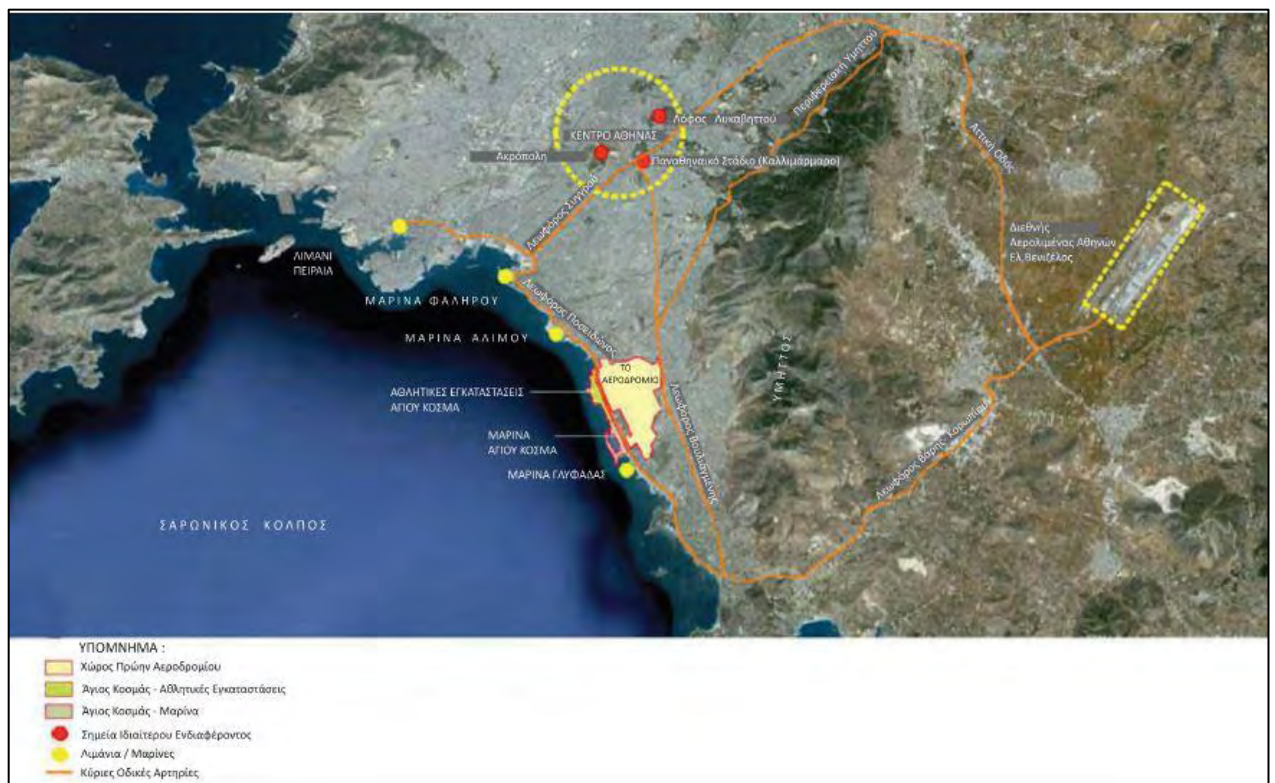 Λόφος Λυκαβηττού
ΚΕΝΤΡΟ ΑΘΗΝΑΣ
Ακρόπολη
Παναθηναικό Στάδιο (Καλλιμάρμαρο)
Περιφερειακή Υμηττού
Αττική Οδός
Λεωφόρος Συγγρού
Διεθνής
Αερολιμένας Αθηνών
Ελ.Βενιζέλος
ΛΙΜΑΝΙ
ΠΕΙΡΑΙΑ
ΜΑΡΙΝΑ ΦΑΛΗΡΟΥ
Λεωφόρος Ποσειδώνος
ΜΑΡΙΝΑ ΑΛΙΜΟΥ
ΤΟ
ΑΕΡΟΔΡΟΜΙΟ
ΥΜΗΤΤΟΣ
ΑΘΛΗΤΙΚΕΣ ΕΓΚΑΤΑΣΤΑΣΕΙΣ
ΑΓΙΟΥ ΚΟΣΜΑ
Λεωφόρος Βουλιαγμένης
Λεωφόρος Βάρης- Κορωπίου
ΜΑΡΙΝΑ
ΑΓΙΟΥ ΚΟΣΜΑ
ΜΑΡΙΝΑ ΓΛΥΦΑΔΑΣ
ΣΑΡΩΝΙΚΟΣ ΚΟΛΠΟΣ
ΥΠΟΜΝΗΜΑ :
Χώρος Πρώην Αεροδρομίου
Άγιος Κοσμάς - Αθλητικές Εγκαταστάσεις
Άγιος Κοσμάς - Μαρίνα
Σημεία Ιδιαίτερου Ενδιαφέροντος
Λιμάνια / Μαρίνες
Κύριες Οδικές Αρτηρίες